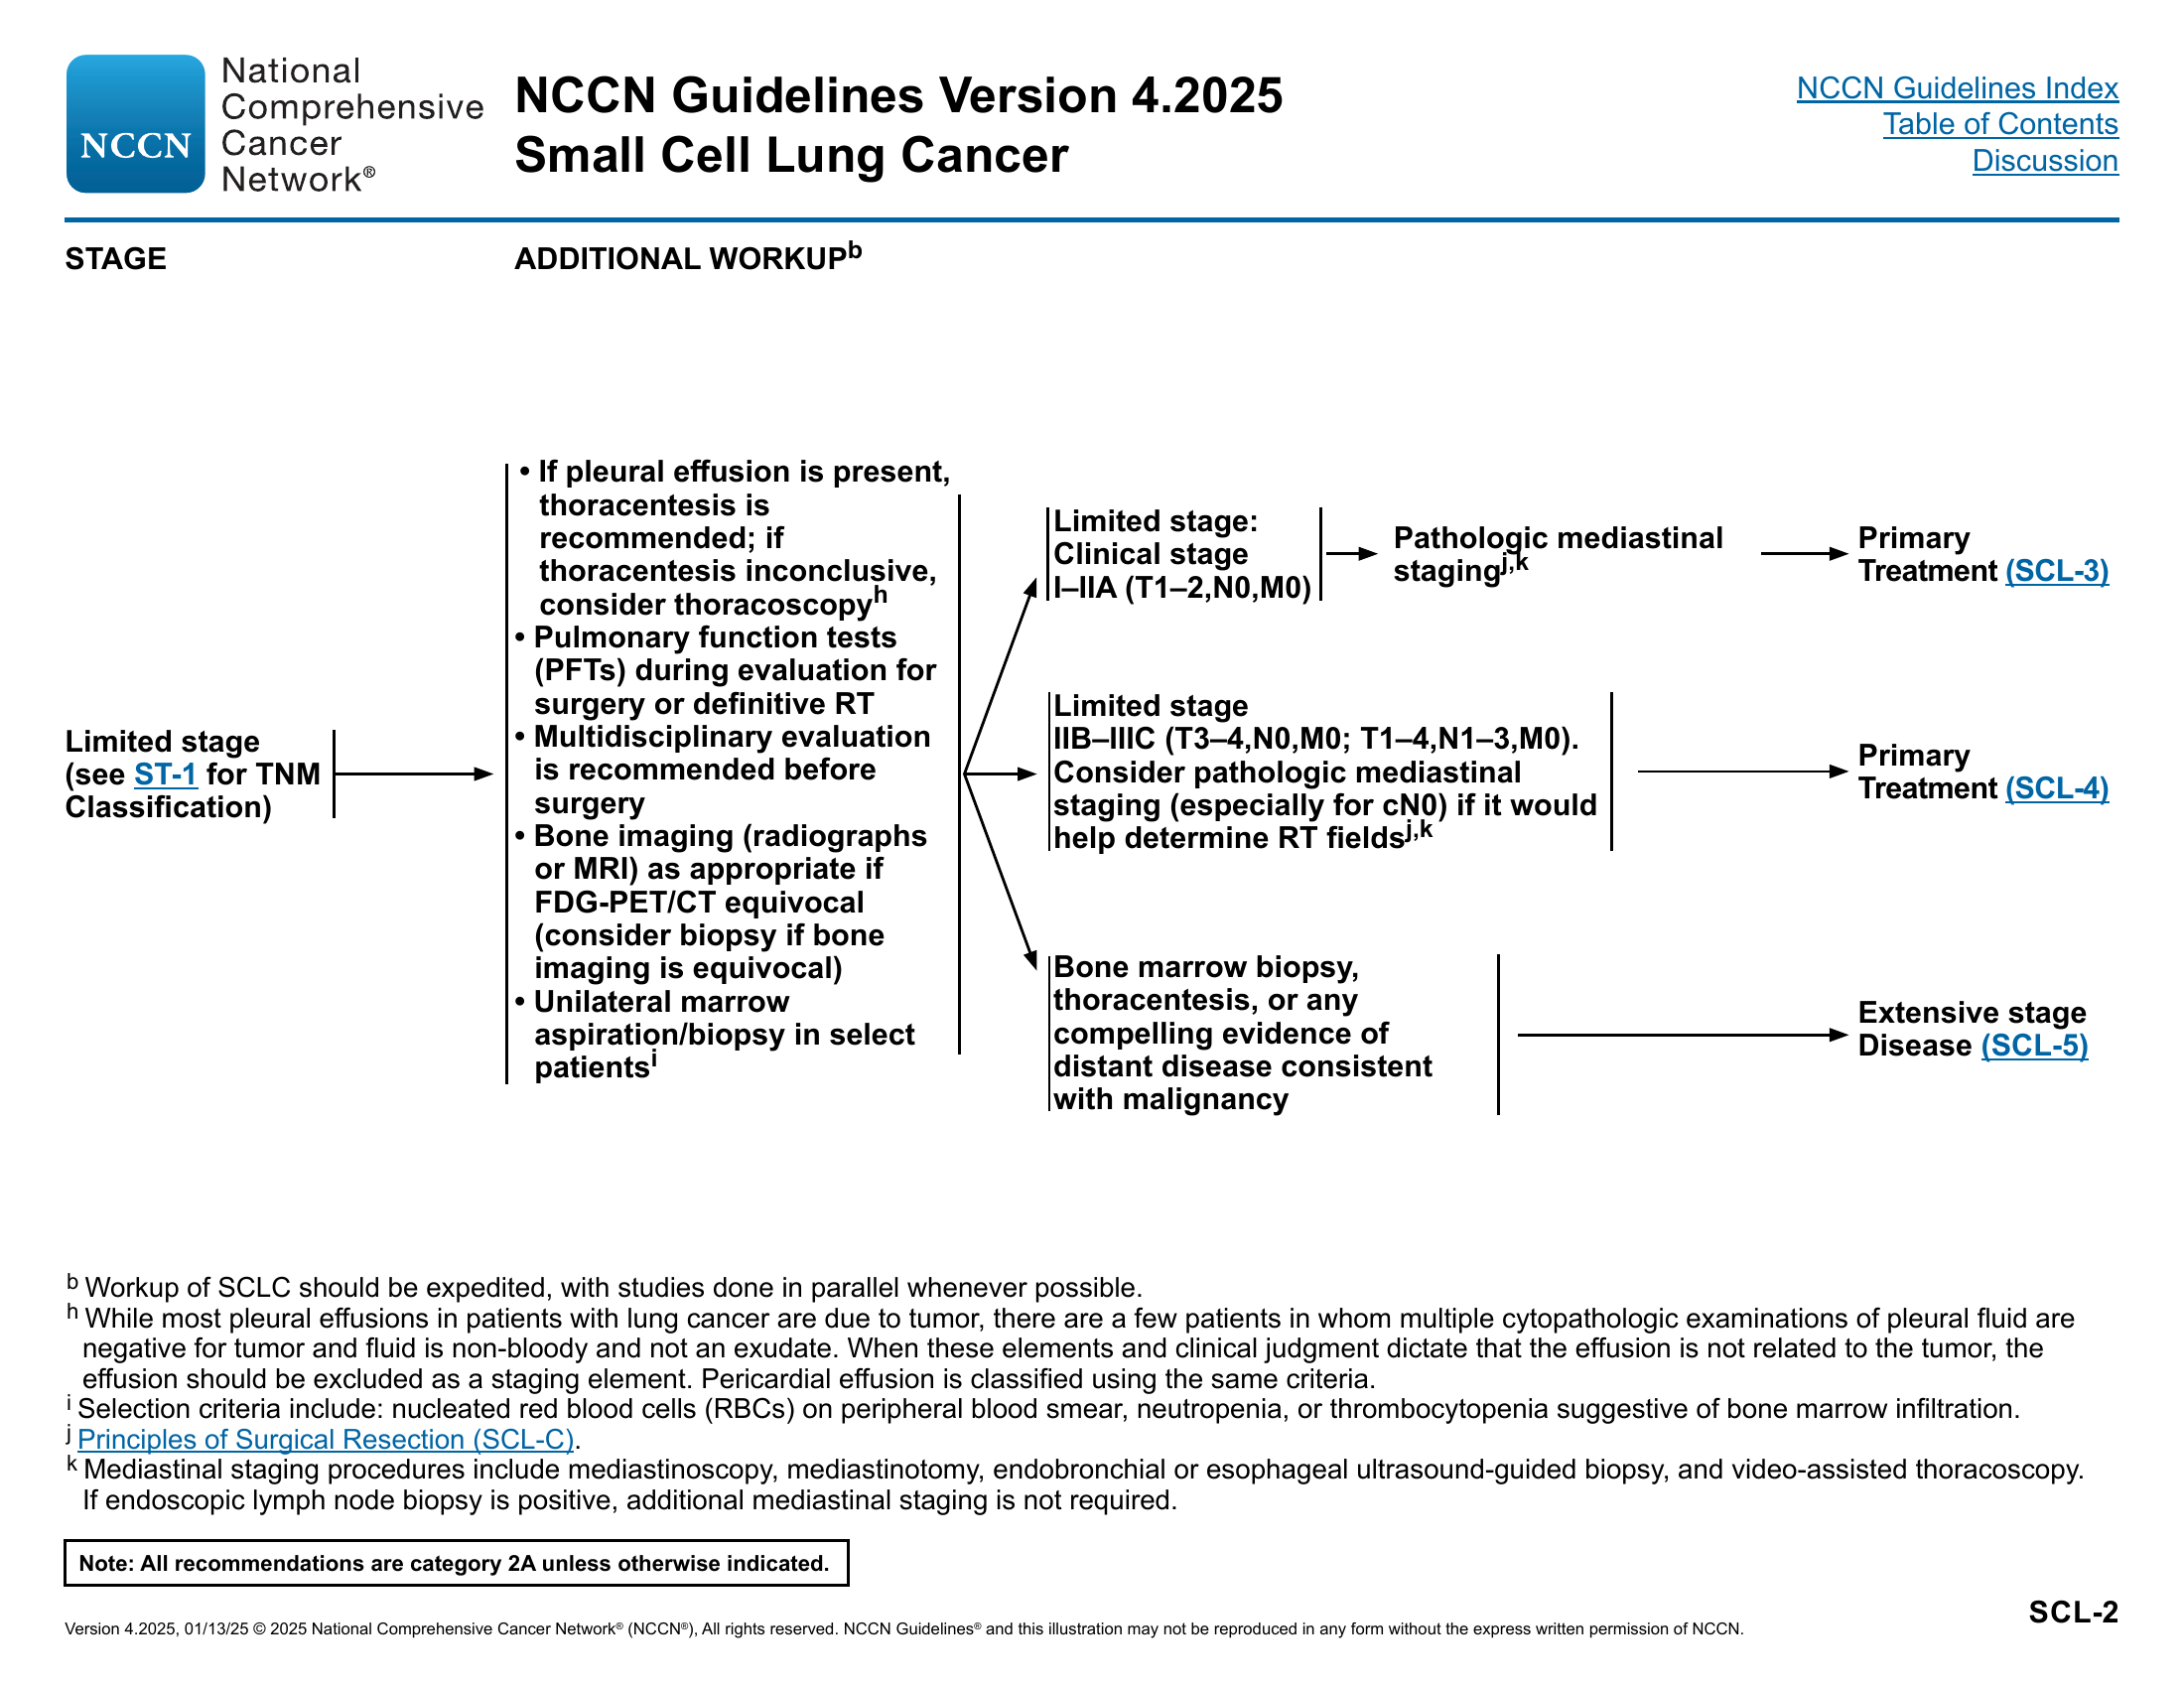 National
Comprehensive
Cancer
Network®
NCCN
NCCN Guidelines Version 4.2025
Small Cell Lung Cancer
NCCN Guidelines Index
Table of Contents
Discussion
STAGE
ADDITIONAL WORKUPb
Limited stage
(see ST-1 for TNM
Classification)
• If pleural effusion is present,
thoracentesis is
recommended; if
thoracentesis inconclusive,
consider thoracoscopyh
• Pulmonary function tests
(PFTs) during evaluation for
surgery or definitive RT
• Multidisciplinary evaluation
is recommended before
surgery
• Bone imaging (radiographs
or MRI) as appropriate if
FDG-PET/CT equivocal
(consider biopsy if bone
imaging is equivocal)
• Unilateral marrow
aspiration/biopsy in select
patientsi
Limited stage:
Clinical stage
I–IIA (T1–2,N0,M0)
Pathologic mediastinal
stagingj,k
Primary
Treatment (SCL-3)
Limited stage
IIB–IIIC (T3–4,N0,M0; T1–4,N1–3,M0).
Consider pathologic mediastinal
staging (especially for cN0) if it would
help determine RT fieldsj,k
Primary
Treatment (SCL-4)
Bone marrow biopsy,
thoracentesis, or any
compelling evidence of
distant disease consistent
with malignancy
Extensive stage
Disease (SCL-5)
b Workup of SCLC should be expedited, with studies done in parallel whenever possible.
h While most pleural effusions in patients with lung cancer are due to tumor, there are a few patients in whom multiple cytopathologic examinations of pleural fluid are
negative for tumor and fluid is non-bloody and not an exudate. When these elements and clinical judgment dictate that the effusion is not related to the tumor, the
effusion should be excluded as a staging element. Pericardial effusion is classified using the same criteria.
i Selection criteria include: nucleated red blood cells (RBCs) on peripheral blood smear, neutropenia, or thrombocytopenia suggestive of bone marrow infiltration.
j Principles of Surgical Resection (SCL-C).
k Mediastinal staging procedures include mediastinoscopy, mediastinotomy, endobronchial or esophageal ultrasound-guided biopsy, and video-assisted thoracoscopy.
If endoscopic lymph node biopsy is positive, additional mediastinal staging is not required.
Note: All recommendations are category 2A unless otherwise indicated.
SCL-2
Version 4.2025, 01/13/25 © 2025 National Comprehensive Cancer Network® (NCCN®), All rights reserved. NCCN Guidelines® and this illustration may not be reproduced in any form without the express written permission of NCCN.